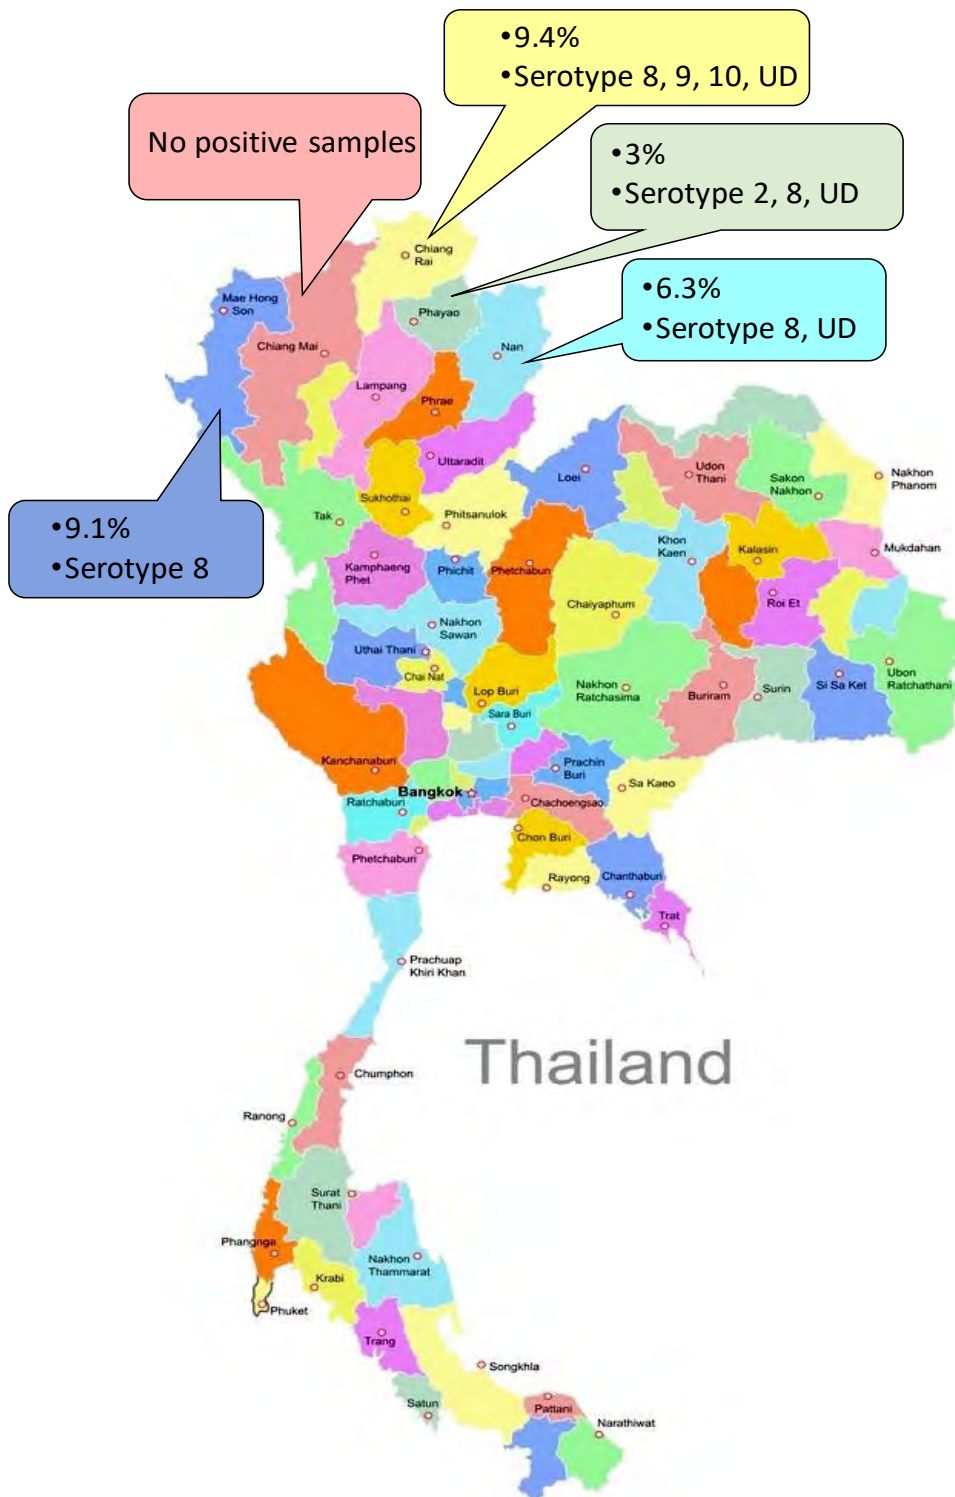 •9.4%
•Serotype 8, 9, 10, UD
No positive samples
•3%
•Serotype 2, 8, UD
•6.3%
•Serotype 8, UD
•9.1%
•Serotype 8
Chiang
Rai
Mae Hong
Son
Phayao
Chiang Mai
Nan
Lampang
Phrae
Uttaradit
Loei
Udon
Thani
Sakon
Nakhon
Nakhon
Phanom
Sukhothai
Tak
Phitsanulok
Khon
Kaen
Kalasin
Mukdahan
Kamphaeng
Phet
Phichit
Phetchabun
Chaiyaphum
Roi Et
Nakhon
Sawan
Uthai Thani
Chai Nat
Lop Buri
Nakhon
Ratchasima
Buriram
Surin
Si Sa Ket
Ubon
Ratchathani
Sara Buri
Kanchanaburi
Prachin
Buri
Sa Kaeo
Bangkok
Ratchaburi
Chachoengsao
Chon Buri
Phetchaburi
Rayong
Chanthaburi
Trat
Prachuap
Khiri Khan
Thailand
Chumphon
Ranong
Surat
Thani
Phangnga
Nakhon
Thammarat
Krabi
Phuket
Trang
Songkhla
Satun
Pattani
Narathiwat